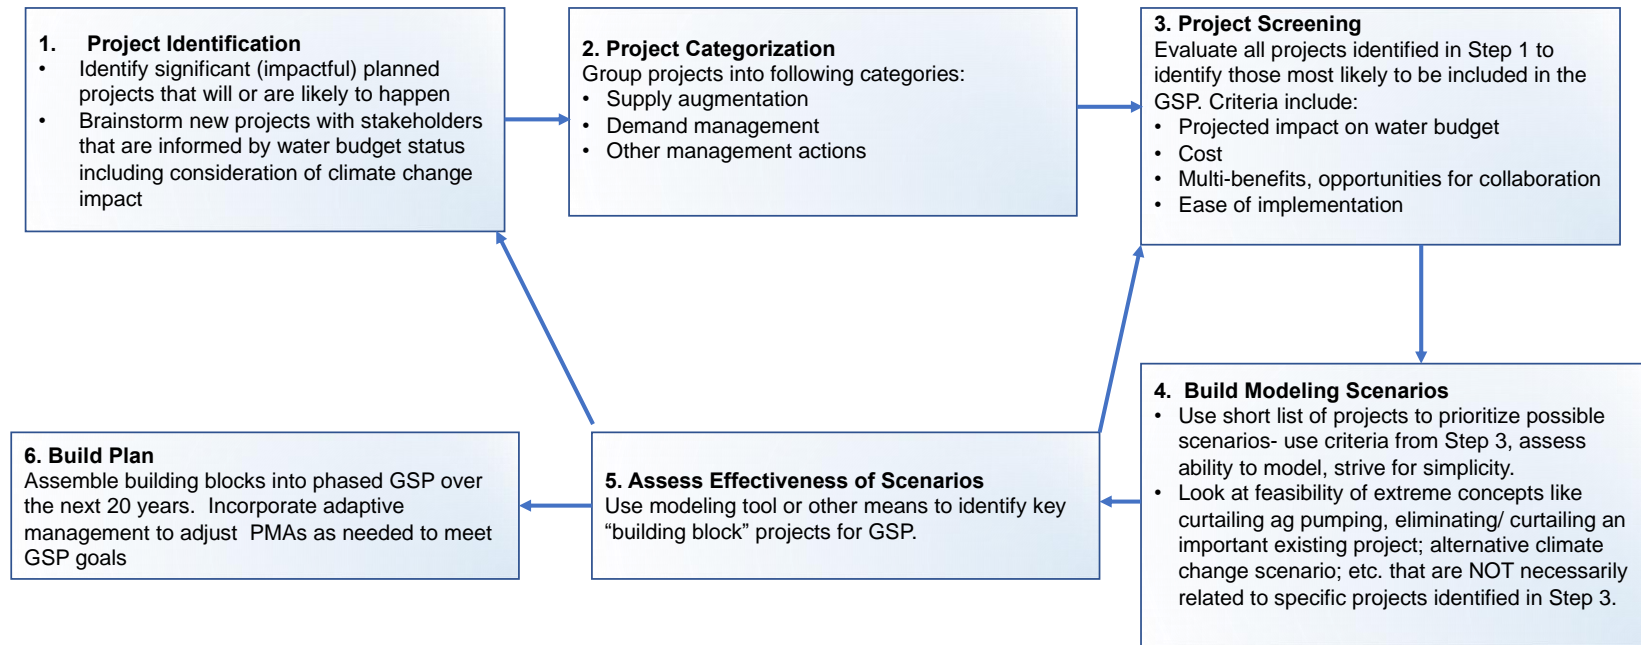 1. Project Identification
• Identify significant (impactful) planned
projects that will or are likely to happen
• Brainstorm new projects with stakeholders
that are informed by water budget status
including consideration of climate change
impact
2. Project Categorization
Group projects into following categories:
• Supply augmentation
• Demand management
• Other management actions
3. Project Screening
Evaluate all projects identified in Step 1 to
identify those most likely to be included in the
GSP. Criteria include:
• Projected impact on water budget
• Cost
• Multi-benefits, opportunities for collaboration
• Ease of implementation
4. Build Modeling Scenarios
• Use short list of projects to prioritize possible
scenarios- use criteria from Step 3, assess
ability to model, strive for simplicity.
• Look at feasibility of extreme concepts like
curtailing ag pumping, eliminating/ curtailing an
important existing project; alternative climate
change scenario; etc. that are NOT necessarily
related to specific projects identified in Step 3.
5. Assess Effectiveness of Scenarios
Use modeling tool or other means to identify key
“building block” projects for GSP.
6. Build Plan
Assemble building blocks into phased GSP over
the next 20 years. Incorporate adaptive
management to adjust PMAs as needed to meet
GSP goals